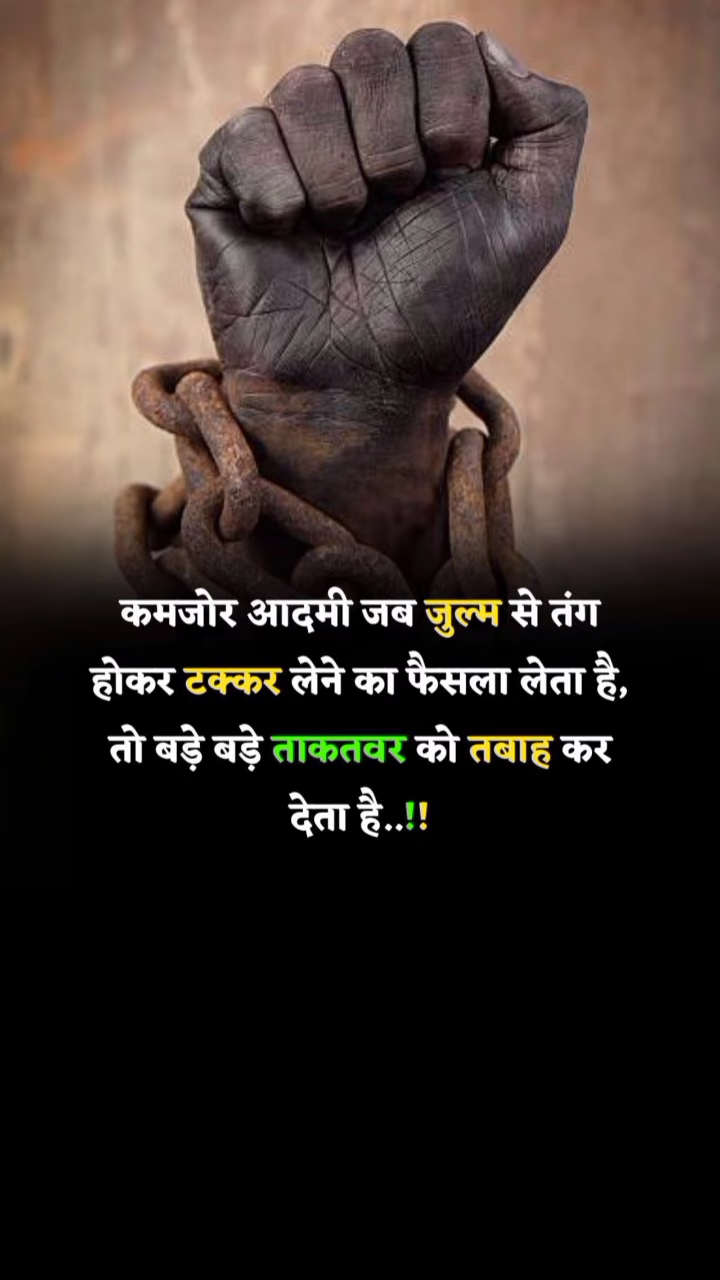 कमजोर आदमी जब जुल्म से तंग
होकर टक्कर लेने का फैसला लेता है,
तो बड़े बड़े ताकतवर को तबाह कर
देता है..!!